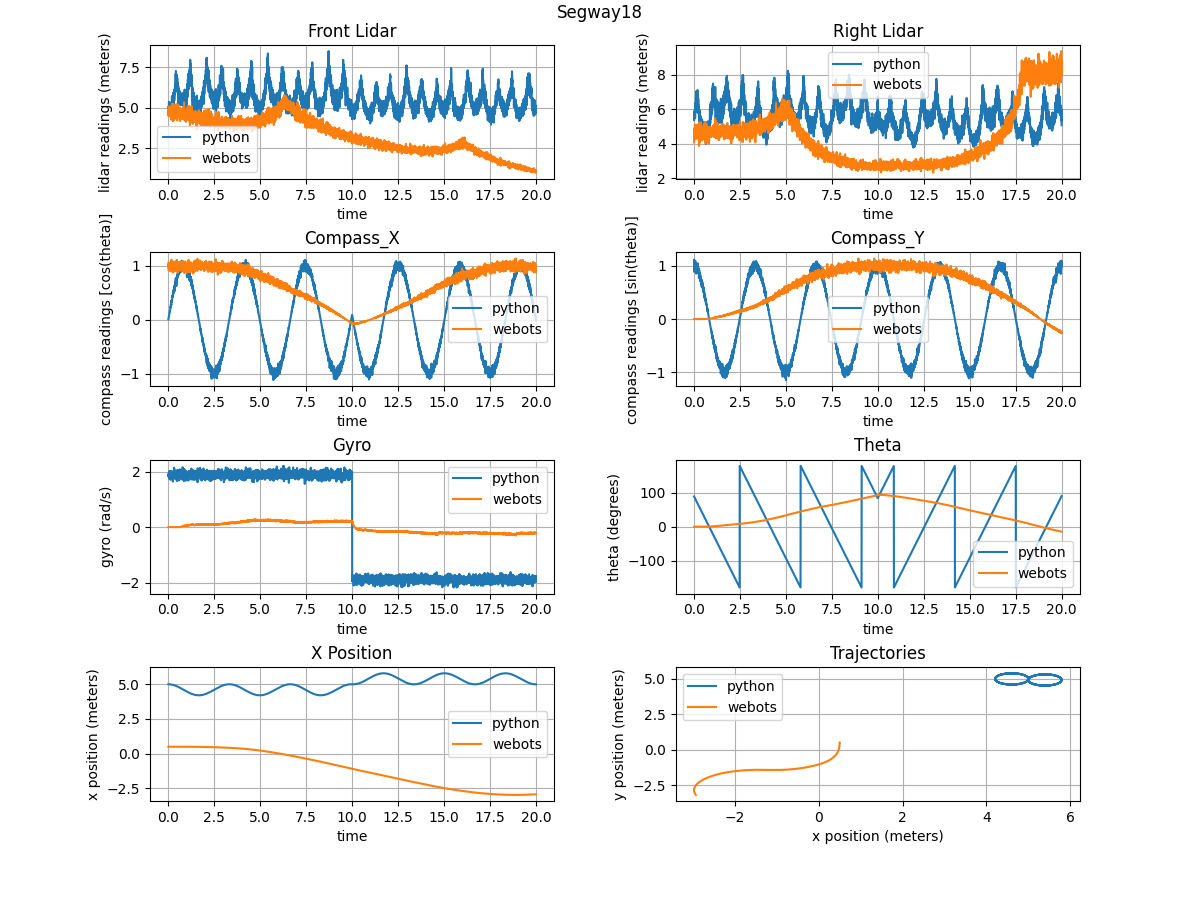 Segway18
Front Lidar
lidar readings (meters)
7.5
5.0
2.5
python
webots
0.0 2.5 5.0 7.5 10.0 12.5 15.0 17.5 20.0
time
Right Lidar
lidar readings (meters)
8
6
4
2
python
webots
0.0 2.5 5.0 7.5 10.0 12.5 15.0 17.5 20.0
time
Compass_X
compass readings [cos(theta)]
1
0
−1
python
webots
0.0 2.5 5.0 7.5 10.0 12.5 15.0 17.5 20.0
time
Compass_Y
compass readings [sin(theta)]
1
0
−1
python
webots
0.0 2.5 5.0 7.5 10.0 12.5 15.0 17.5 20.0
time
Gyro
gyro (rad/s)
2
0
−2
python
webots
0.0 2.5 5.0 7.5 10.0 12.5 15.0 17.5 20.0
time
Theta
theta (degrees)
100
0
−100
python
webots
0.0 2.5 5.0 7.5 10.0 12.5 15.0 17.5 20.0
time
X Position
x position (meters)
5.0
2.5
0.0
−2.5
python
webots
0.0 2.5 5.0 7.5 10.0 12.5 15.0 17.5 20.0
time
Trajectories
y position (meters)
5.0
2.5
0.0
−2.5
python
webots
−2 0 2 4 6
x position (meters)